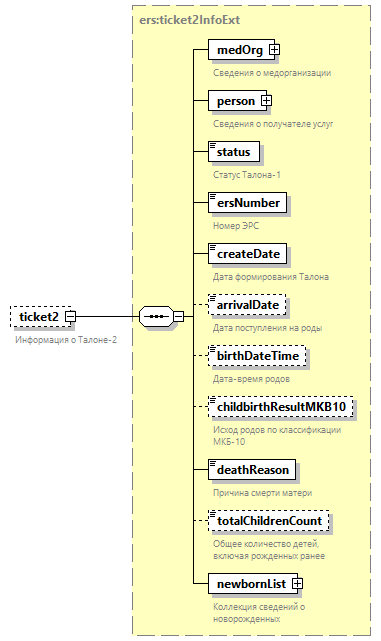 ers:ticket2InfoExt
medOrg
Сведения о медорганизации
person
Сведения о получателе услуг
status
Статус Талона-1
ersNumber
Номер ЭРС
createDate
Дата формирования Талона
arrivalDate
Дата поступления на роды
ticket2
Информация о Талоне-2
birthDateTime
Дата-время родов
childbirthResultMKB10
Исход родов по классификации
МКБ-10
deathReason
Причина смерти матери
totalChildrenCount
Общее количество детей,
включая рожденных ранее
newbornList
Коллекция сведений о
новорожденных